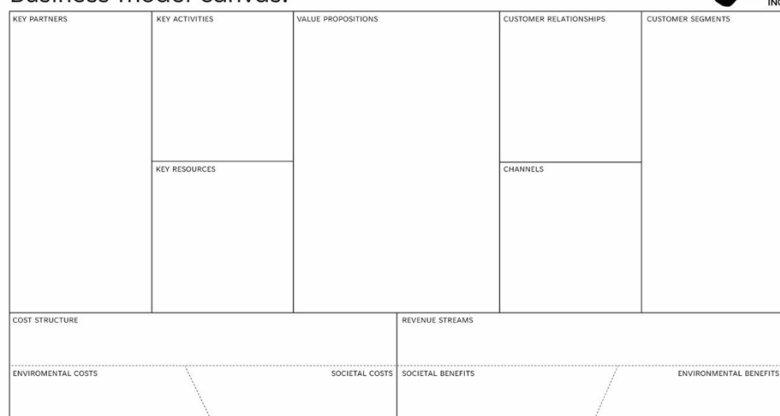 Business model canvas.
INC
KEY PARTNERS
KEY ACTIVITIES
VALUE PROPOSITIONS
CUSTOMER RELATIONSHIPS
CUSTOMER SEGMENTS
KEY RESOURCES
CHANNELS
COST STRUCTURE
REVENUE STREAMS
ENVIROMENTAL COSTS
SOCIETAL COSTS
SOCIETAL BENEFITS
ENVIRONMENTAL BENEFITS